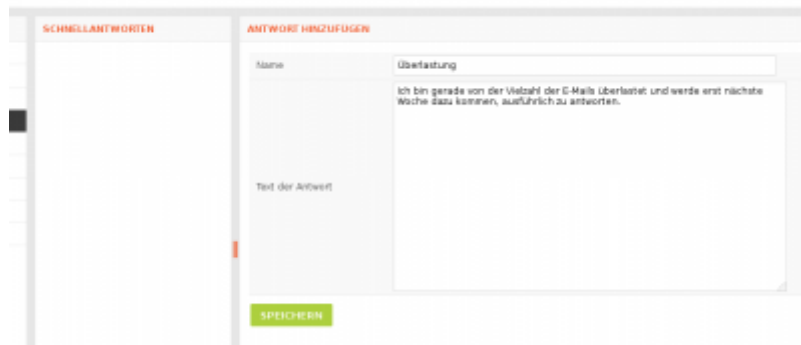 SCHNELLANTWORTEN
ANTWORT HINZUFÜGEN
Name
Überlastung
Ich bin gerade von der Vielzahl der E-Mails überlastet und werde erst nächste
Woche dazu kommen, ausführlich zu antworten.
Text der Antwort
SPEICHERN